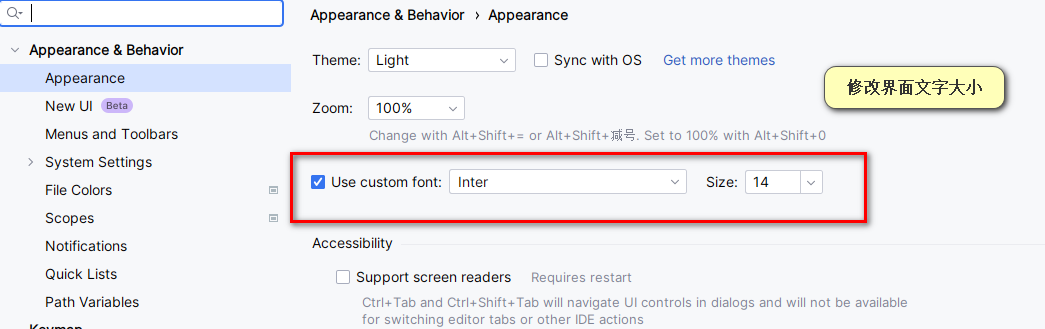 Appearance & Behavior › Appearance
Appearance & Behavior
Appearance
New UI Beta
Menus and Toolbars
System Settings
File Colors
Scopes
Notifications
Quick Lists
Path Variables
Theme: Light Sync with OS Get more themes
修改界面文字大小
Zoom: 100%
Change with Alt+Shift+= or Alt+Shift+减号. Set to 100% with Alt+Shift+0
Use custom font: Inter Size: 14
Accessibility
Support screen readers Requires restart
Ctrl+Tab and Ctrl+Shift+Tab will navigate UI controls in dialogs and will not be available
for switching editor tabs or other IDE actions